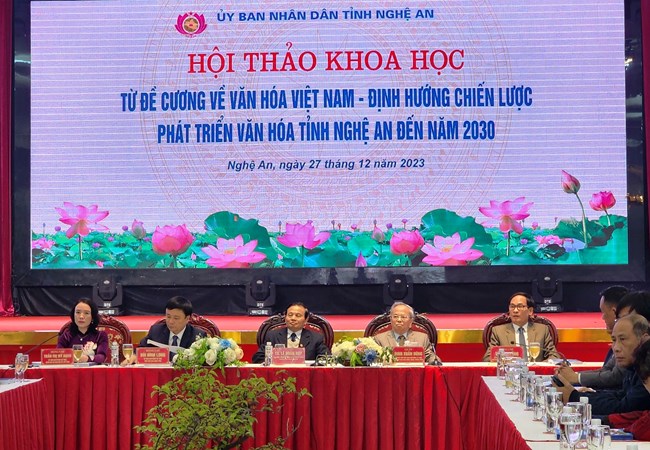 ỦY BAN NHÂN DÂN TỈNH NGHỆ AN
HỘI THẢO KHOA HỌC
TỪ ĐỀ CƯƠNG VỀ VĂN HÓA VIỆT NAM - ĐỊNH HƯỚNG CHIẾN LƯỢC
PHÁT TRIỂN VĂN HÓA TỈNH NGHỆ AN ĐẾN NĂM 2030
Nghệ An, ngày 27 tháng 12 năm 2023